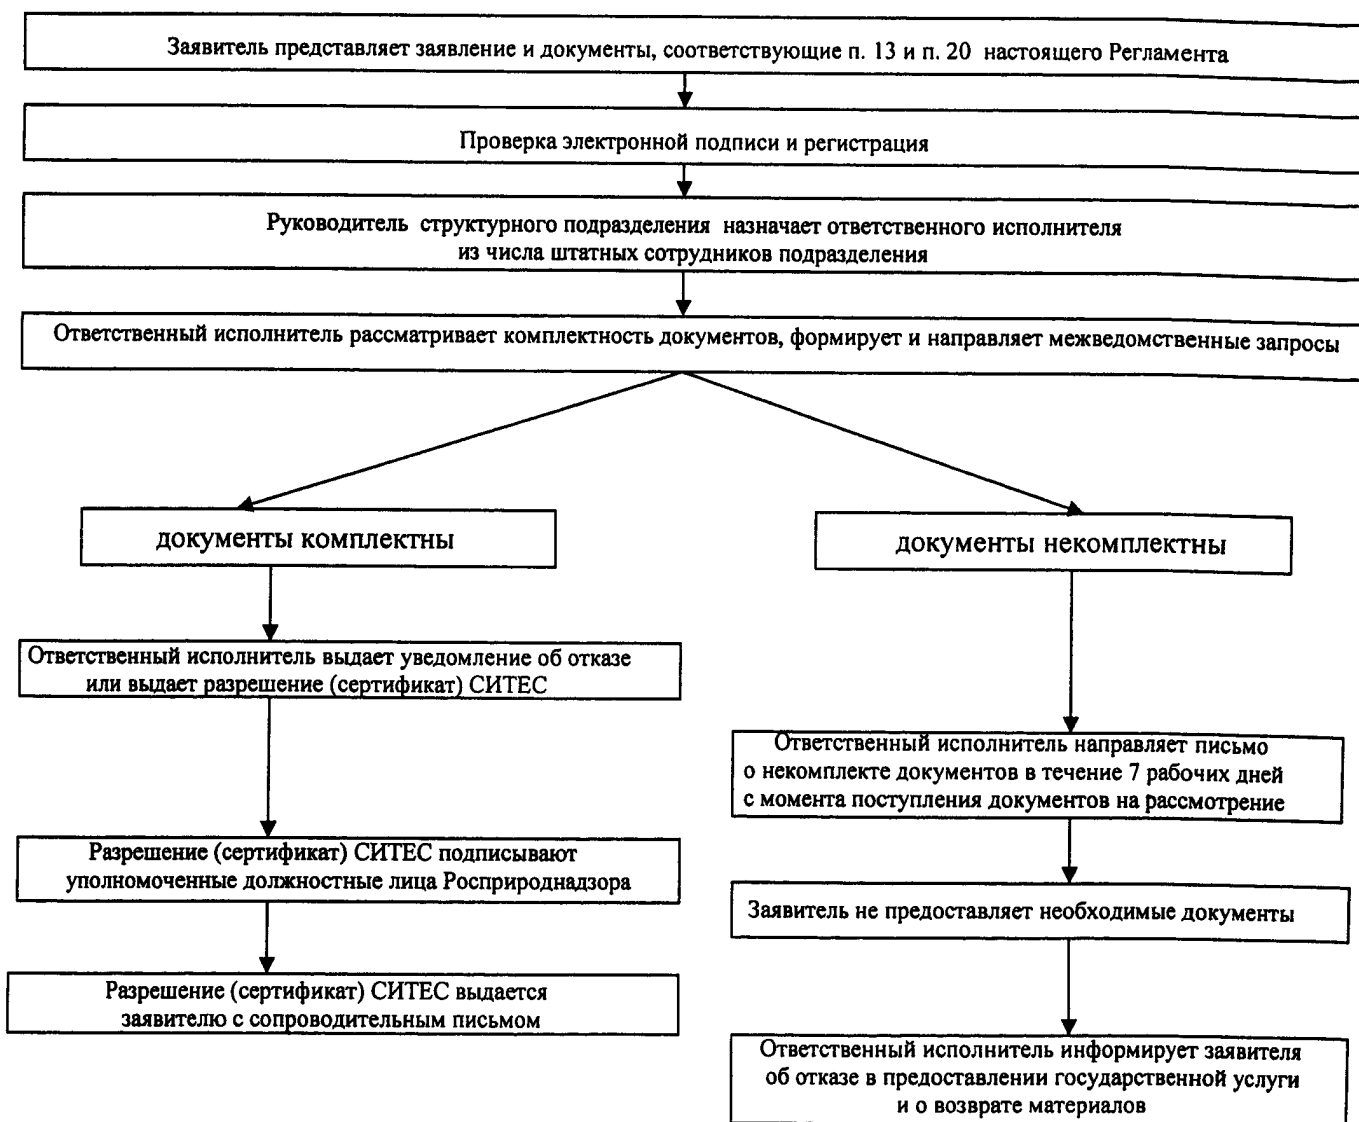 Заявитель представляет заявление и документы, соответствующие п. 13 и п. 20 настоящего Регламента
Проверка электронной подписи и регистрация
Руководитель структурного подразделения назначает ответственного исполнителя
из числа штатных сотрудников подразделения
Ответственный исполнитель рассматривает комплектность документов, формирует и направляет межведомственные запросы
документы комплектны
Ответственный исполнитель выдает уведомление об отказе
или выдает разрешение (сертификат) СИТЕС
Разрешение (сертификат) СИТЕС подписывают
уполномоченные должностные лица Росприроднадзора
Разрешение (сертификат) СИТЕС выдается
заявителю с сопроводительным письмом
документы некомплектны
Ответственный исполнитель направляет письмо
о некомплекте документов в течение 7 рабочих дней
с момента поступления документов на рассмотрение
Заявитель не предоставляет необходимые документы
Ответственный исполнитель информирует заявителя
об отказе в предоставлении государственной услуги
и о возврате материалов